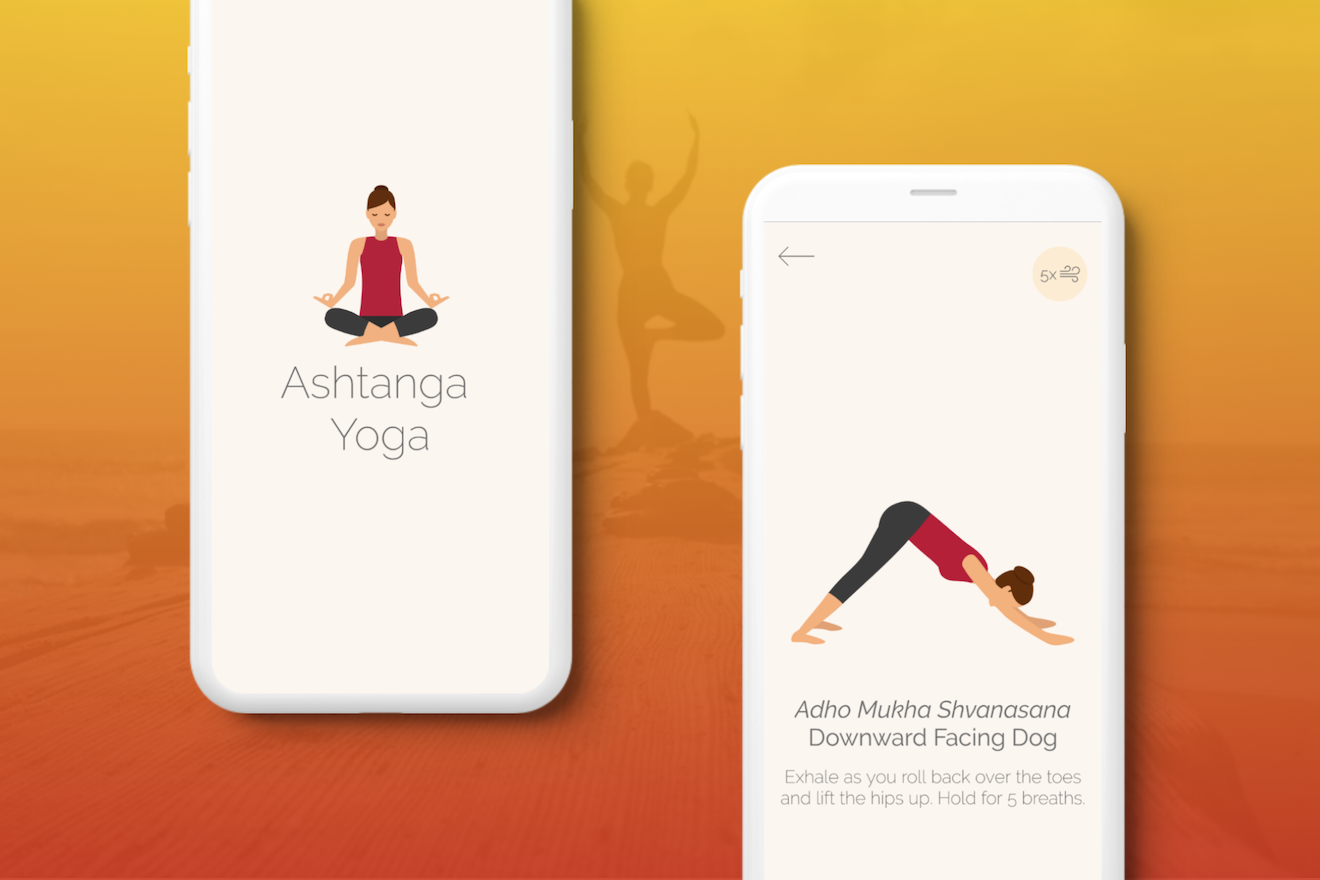 Ashtanga
Yoga
5x
Adho Mukha Shvanasana
Downward Facing Dog
Exhale as you roll back over the toes
and lift the hips up. Hold for 5 breaths.